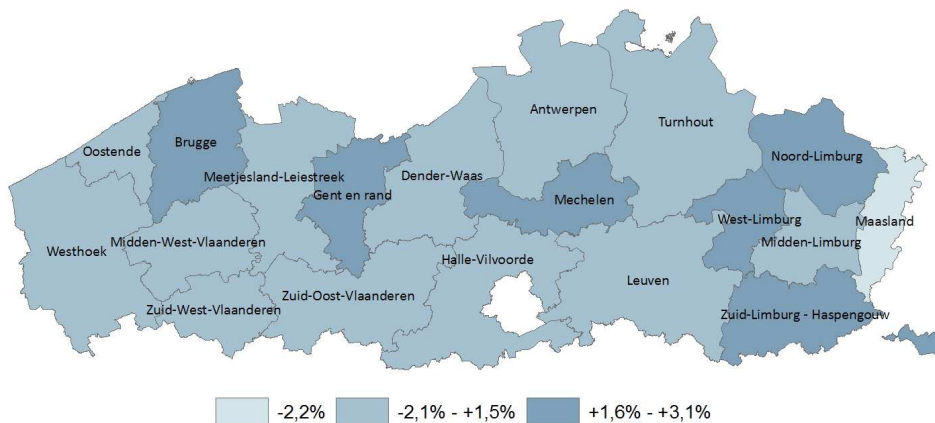 Antwerpen
Turnhout
Oostende
Brugge
Noord-Limburg
Meetjesland-Leiestreek
Dender-Waas
Gent en rand
Mechelen
West-Limburg
Maasland
Westhoek
Midden-West-Vlaanderen
Midden-Limburg
Halle-Vilvoorde
Leuven
Zuid-Oost-Vlaanderen
Zuid-West-Vlaanderen
Zuid-Limburg - Haspengouw
-2,2%
-2,1% - +1,5%
+1,6% - +3,1%